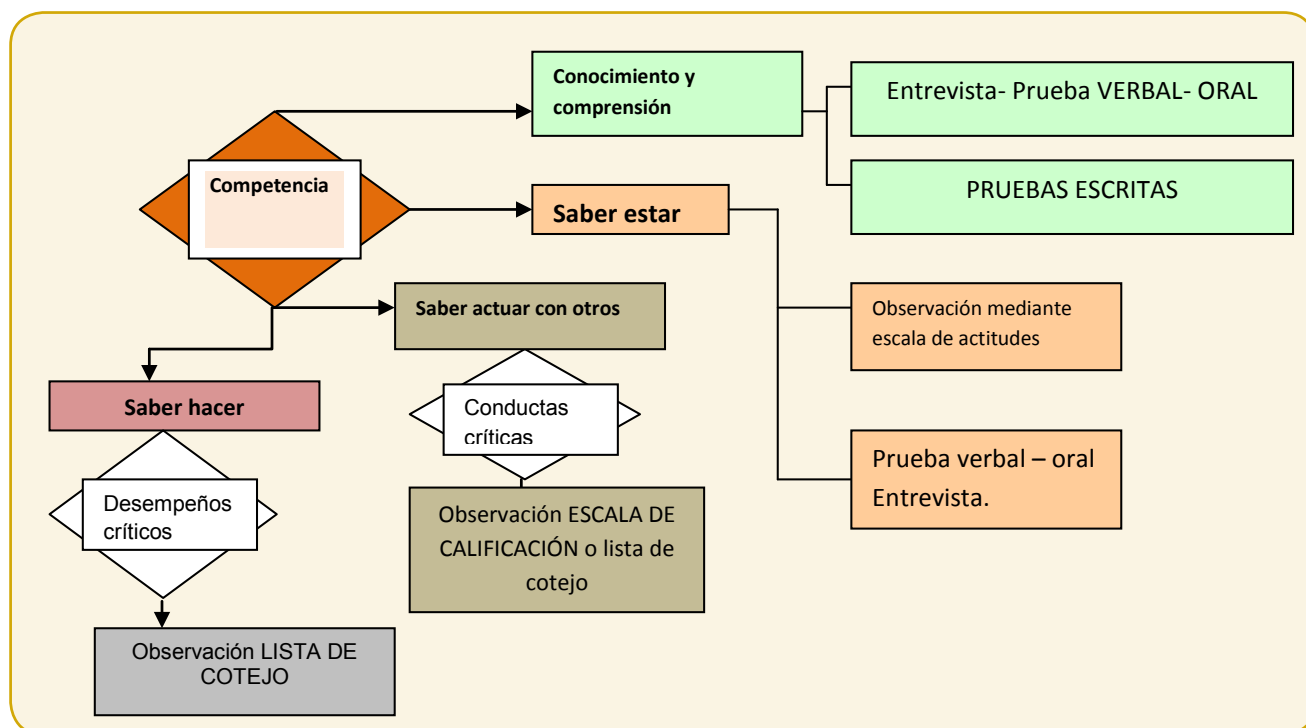 Conocimiento y
comprensión
Entrevista- Prueba VERBAL- ORAL
PRUEBAS ESCRITAS
Competencia
Saber estar
Saber actuar con otros
Observación mediante
escala de actitudes
Saber hacer
Conductas
críticas
Prueba verbal – oral
Entrevista.
Desempeños
críticos
Observación ESCALA DE
CALIFICACIÓN o lista de
cotejo
Observación LISTA DE
COTEJO